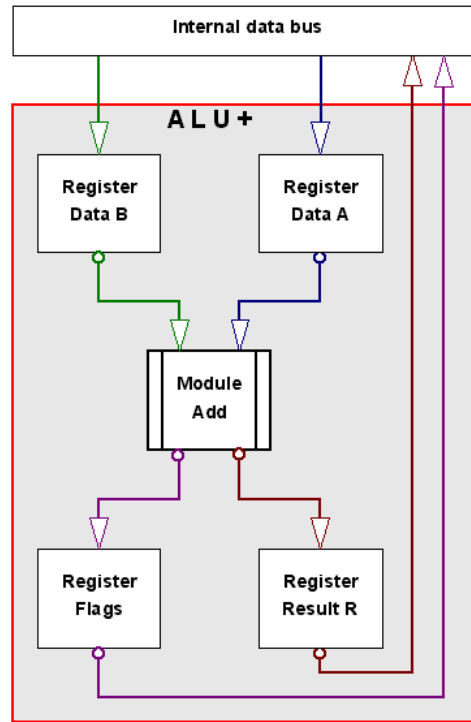 Internal data bus
A L U +
Register
Data B
Register
Data A
Module
Add
Register
Flags
Register
Result R